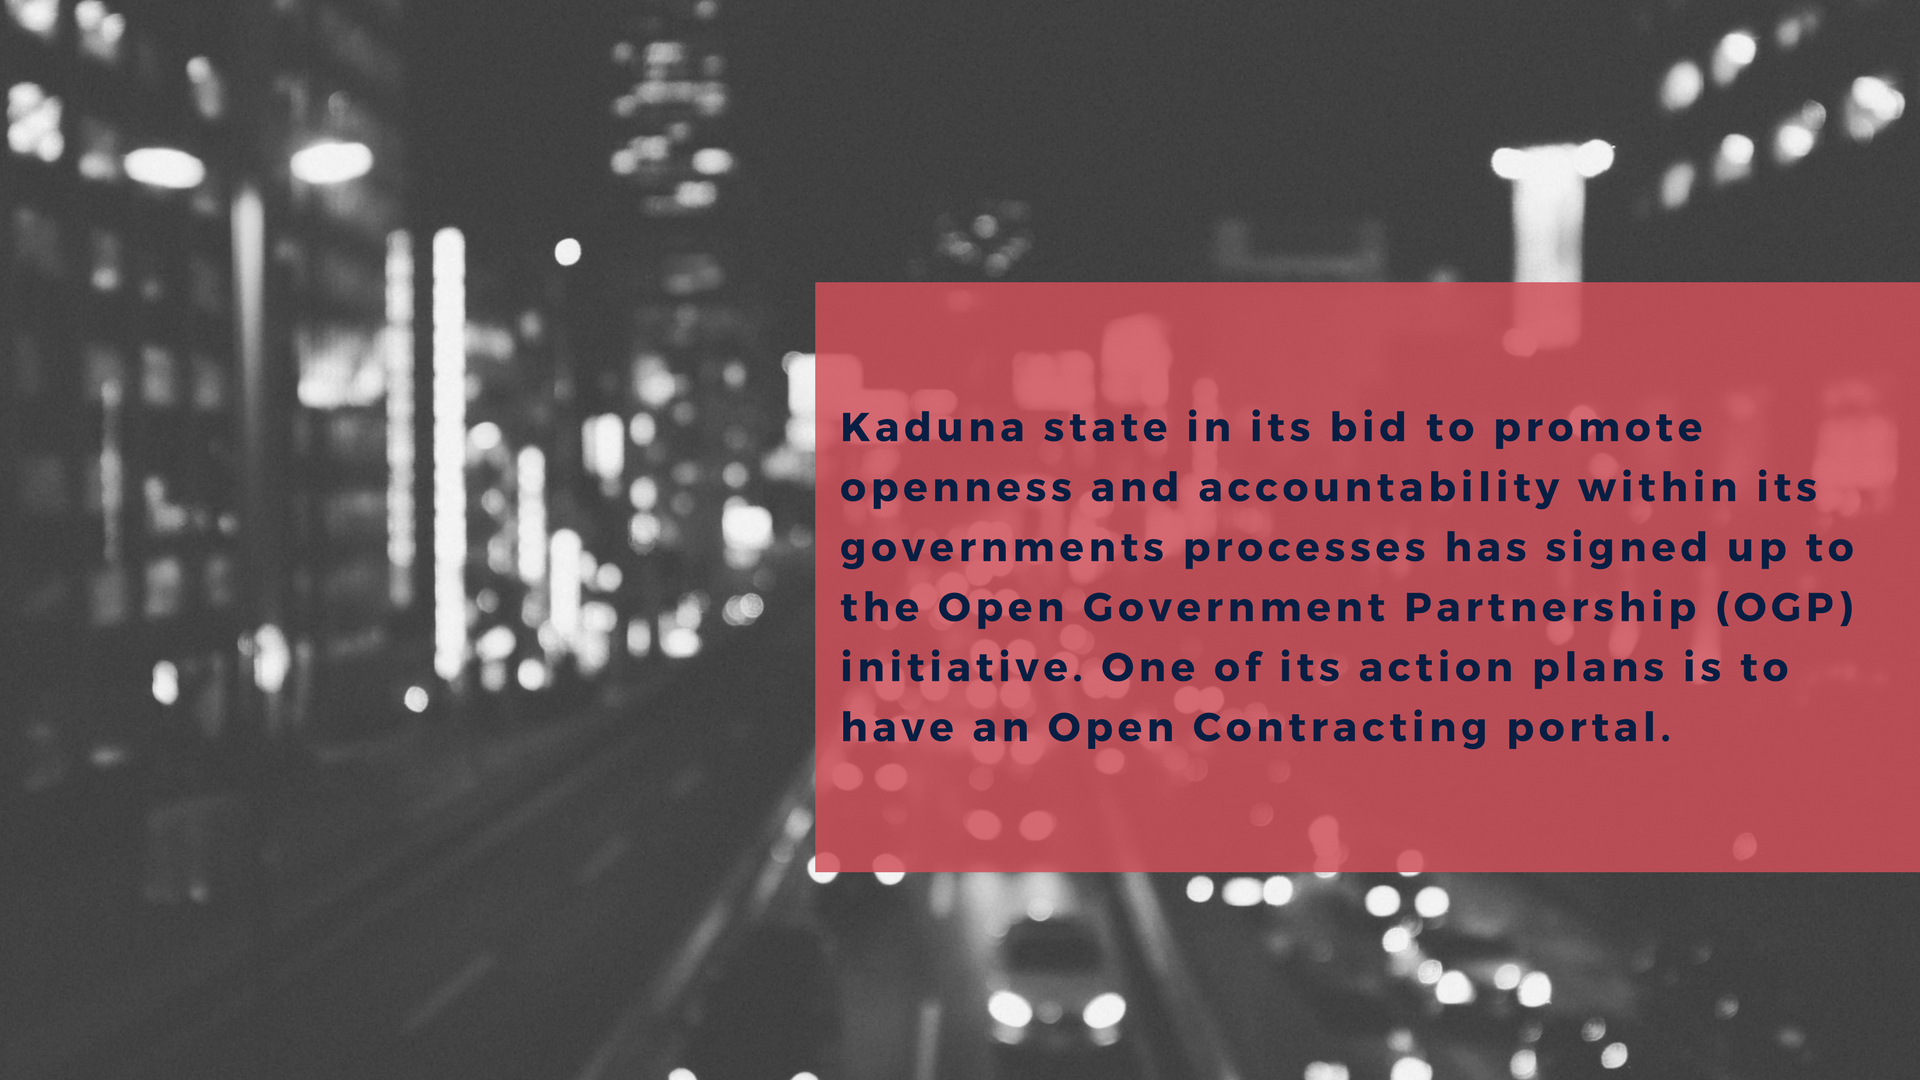 Kaduna state in its bid to promote
openness and accountability within its
governments processes has signed up to
the Open Government Partnership (OGP)
initiative. One of its action plans is to
have an Open Contracting portal.